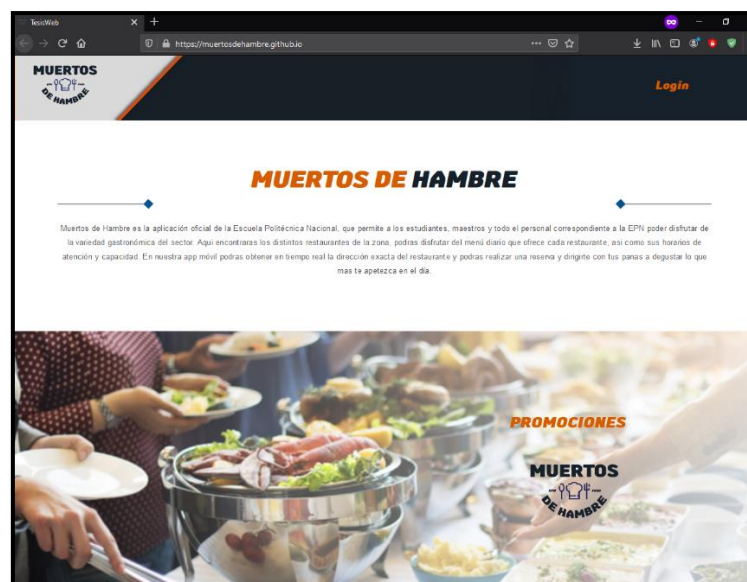 TesisWeb
https://muertosdehambre.github.io
MUERTOS
DE HAMBRE
Login
MUERTOS DE HAMBRE
Muertos de Hambre es la aplicación oficial de la Escuela Politécnica Nacional, que permite a los estudiantes, maestros y todo el personal correspondiente a la EPN poder disfrutar de
la variedad gastronómica del sector. Aqui encontraras los distintos restaurantes de la zona, podras disfrutar del menú diario que ofrece cada restaurante, asi como sus horarios de
atención y capacidad. En nuestra app móvil podras obtener en tiempo real la dirección exacta del restaurante y podras realizar una reserva y dirigirte con tus panas a degustar lo que
mas te apetezca en el día.
PROMOCIONES
MUERTOS
DE HAMBRE